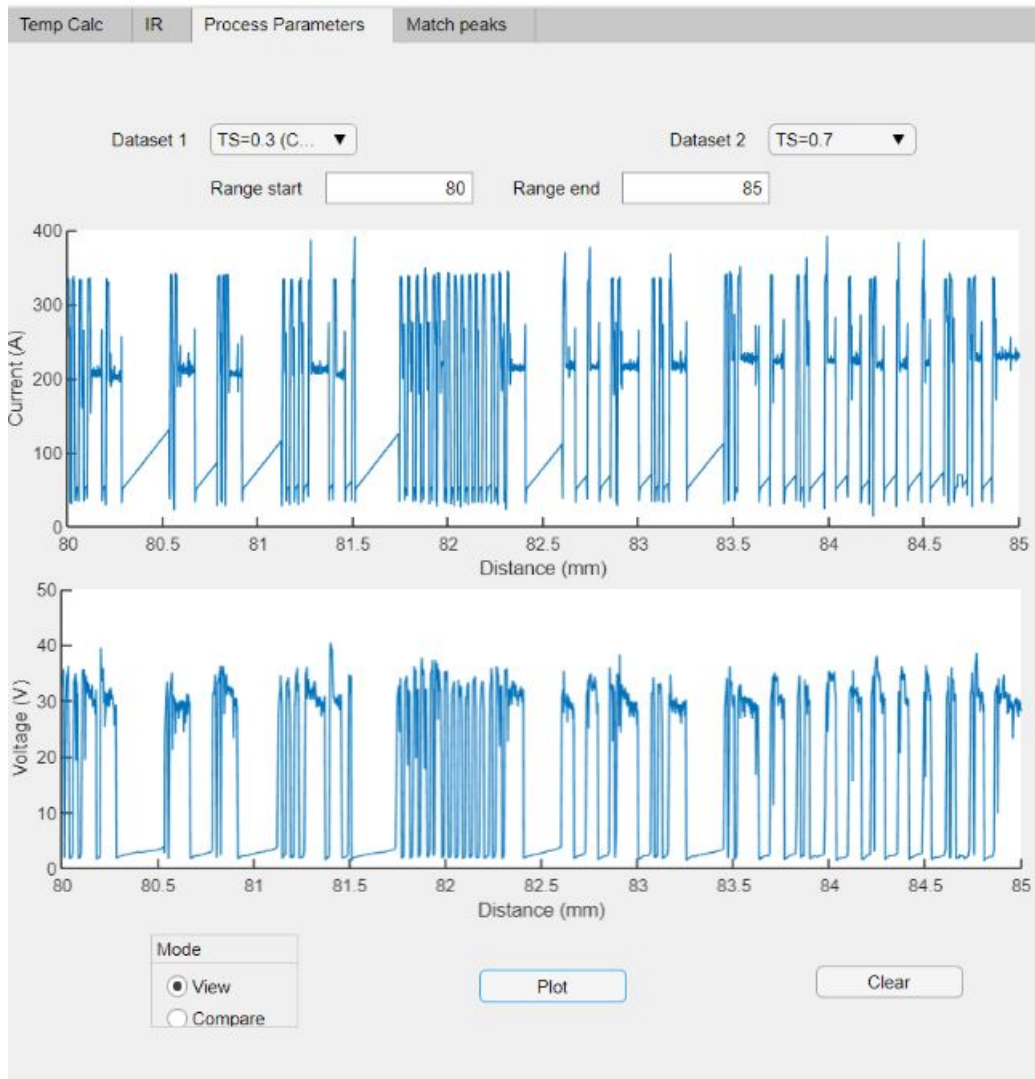 Temp Calc IR Process Parameters Match peaks
Dataset 1 TS=0.3 (C... Dataset 2 TS=0.7
Range start 80 Range end 85
400
300
200
100
0
Current (A)
80 80.5 81 81.5 82 82.5 83 83.5 84 84.5 85
Distance (mm)
50
40
30
20
10
0
Voltage (V)
80 80.5 81 81.5 82 82.5 83 83.5 84 84.5 85
Distance (mm)
Mode
View
Compare
Plot
Clear